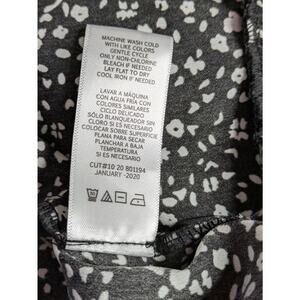 MACHINE WASH COLD
WITH LIKE COLORS
GENTLE CYCLE
ONLY NON-CHLORINE
BLEACH IF NEEDED
LAY FLAT TO DRY
COOL IRON IF NEEDED
LAVAR A MÁQUINA
CON AGUA FRÍA CON
COLORES SIMILARES
CICLO DELICADO
SÓLO BLANQUEADOR SIN
CLORO SI ES NECESARIO
COLOCAR SOBRE SUPERFICIE
PLANA PARA SECAR
PLANCHAR A BAJA
TEMPERATURA
SI ES NECESARIO
CUT#10 20 801194
JANUARY -2020